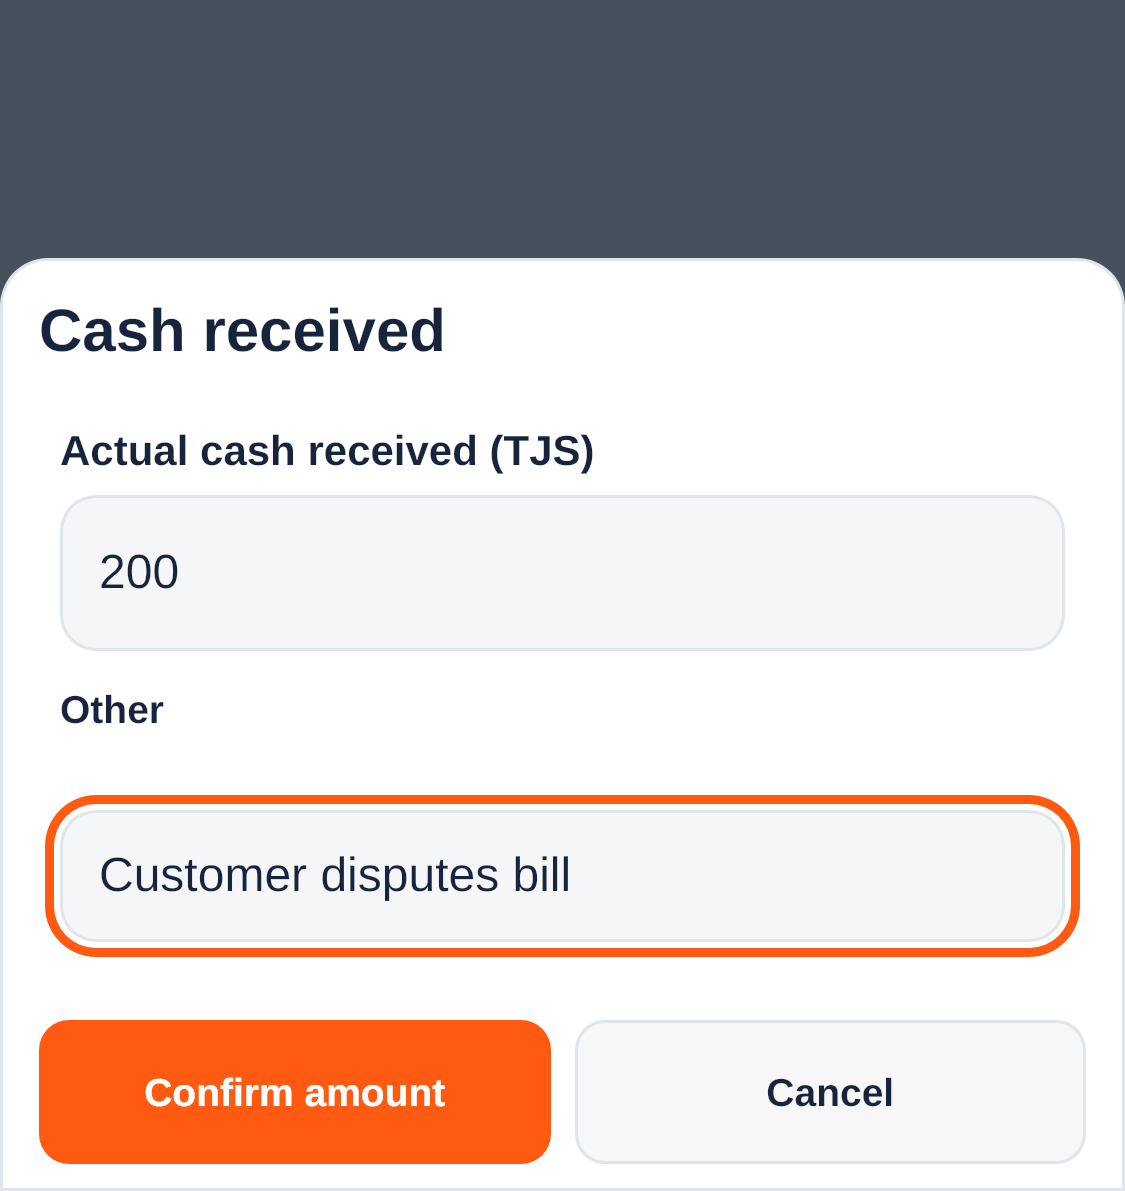 Cash received
Actual cash received (TJS)
200
Other
Customer disputes bill
Confirm amount
Cancel